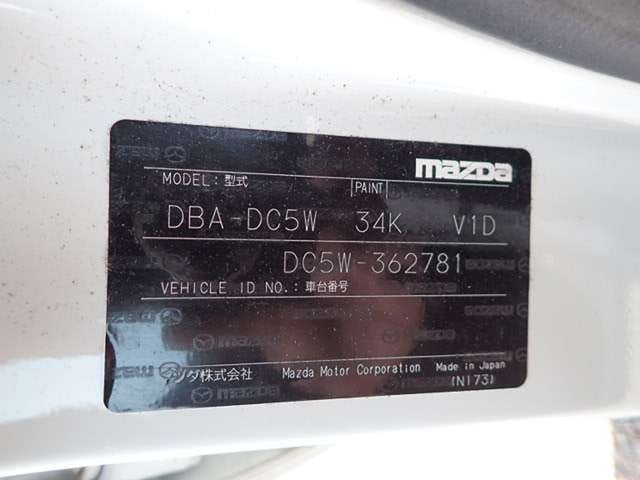 mazda
MODEL:型式 PAINT
DBA-DC5W 34K V1D
DC5W-362781
VEHICLE ID NO.:車台番号
マツダ株式会社 Mazda Motor Corporation Made in Japan
(N173)